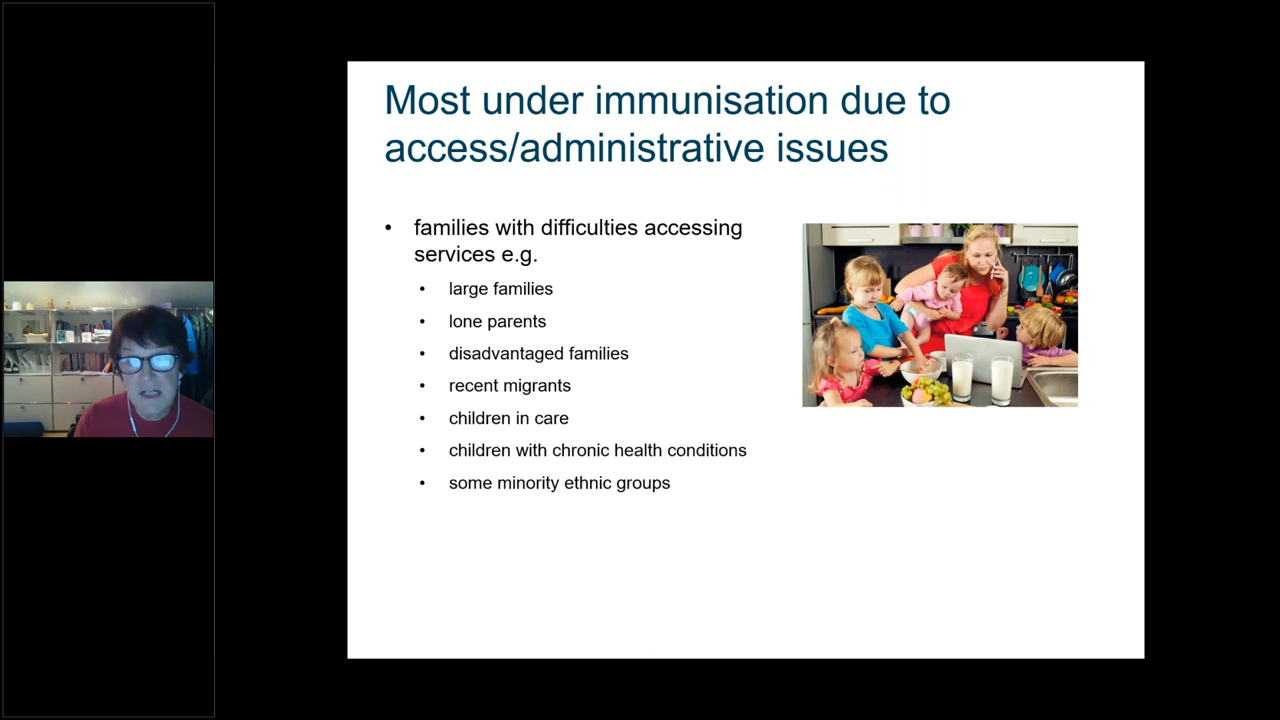 Most under immunisation due to
access/administrative issues
• families with difficulties accessing
services e.g.
• large families
• lone parents
• disadvantaged families
• recent migrants
• children in care
• children with chronic health conditions
• some minority ethnic groups